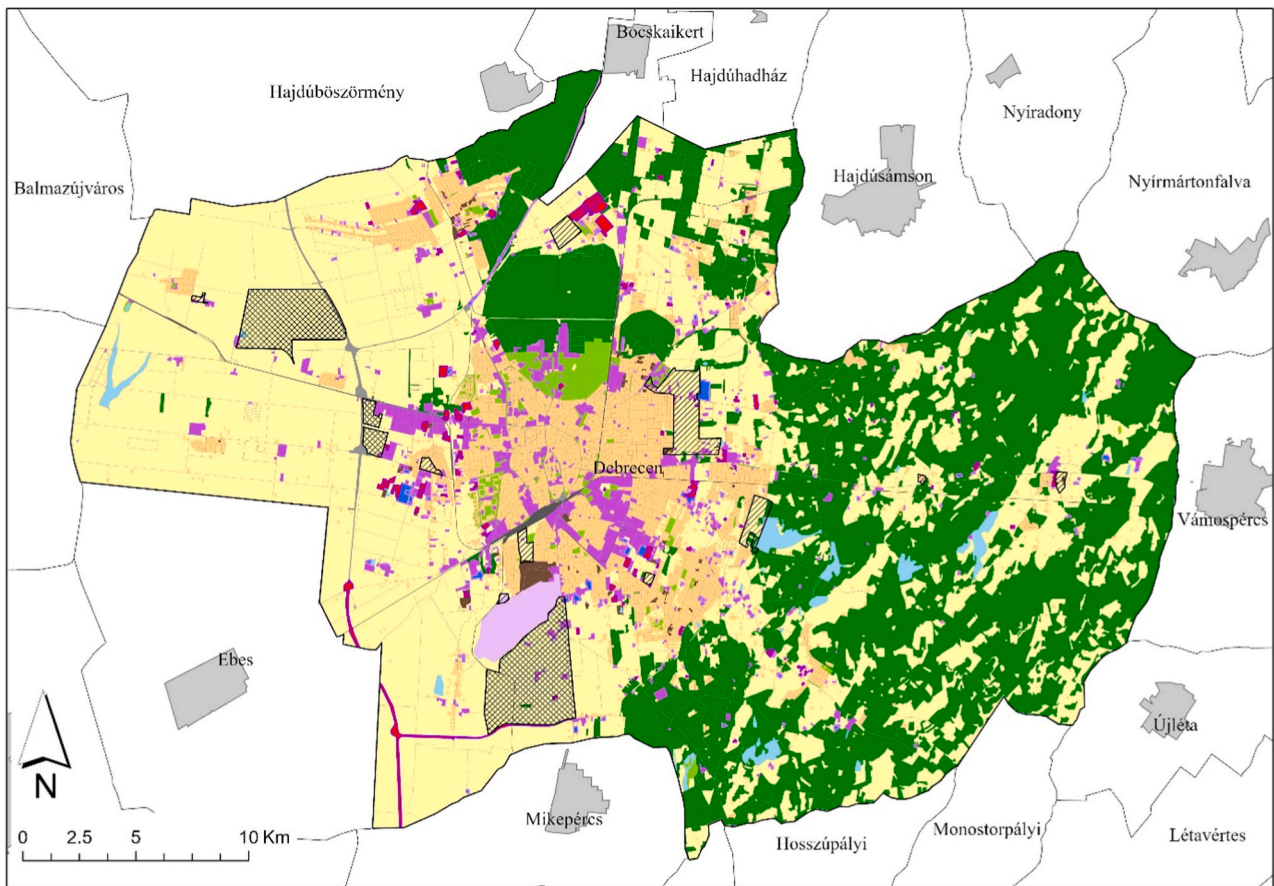 Bocskaikert
Hajdúhadház
Hajdúböszörmény
Nyíradony
Balmazújváros
Hajdúsámson
Nyírmártonfalva
Debrecen
Vámospércs
Ebes
Újléta
N
Mikepércs
Monostorpályi
Létavértes
Hosszúpályi
0 2.5 5 10 Km